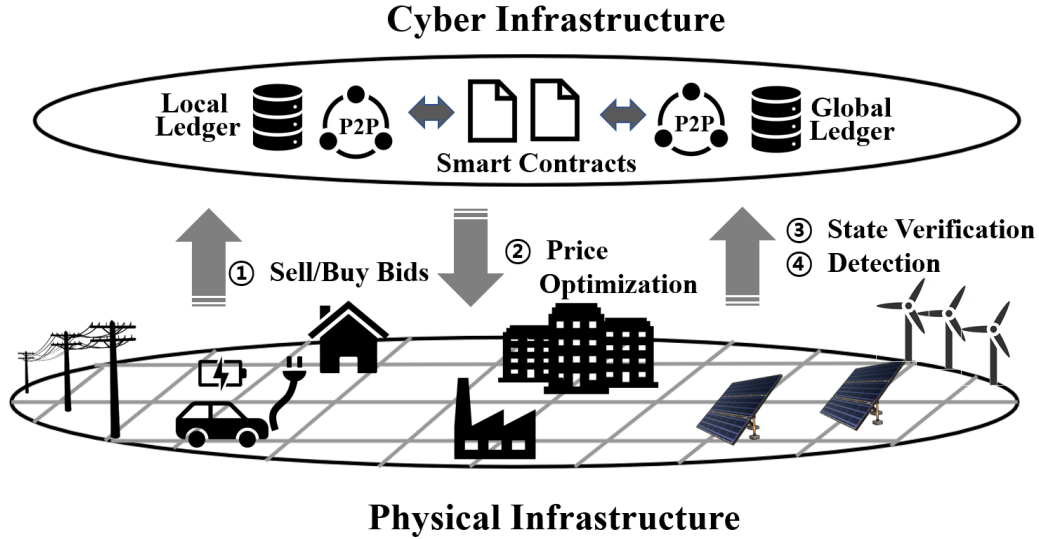 Cyber Infrastructure
Local
Ledger
P2P
Smart Contracts
P2P
Global
Ledger
① Sell/Buy Bids
② Price
Optimization
③ State Verification
④ Detection
Physical Infrastructure